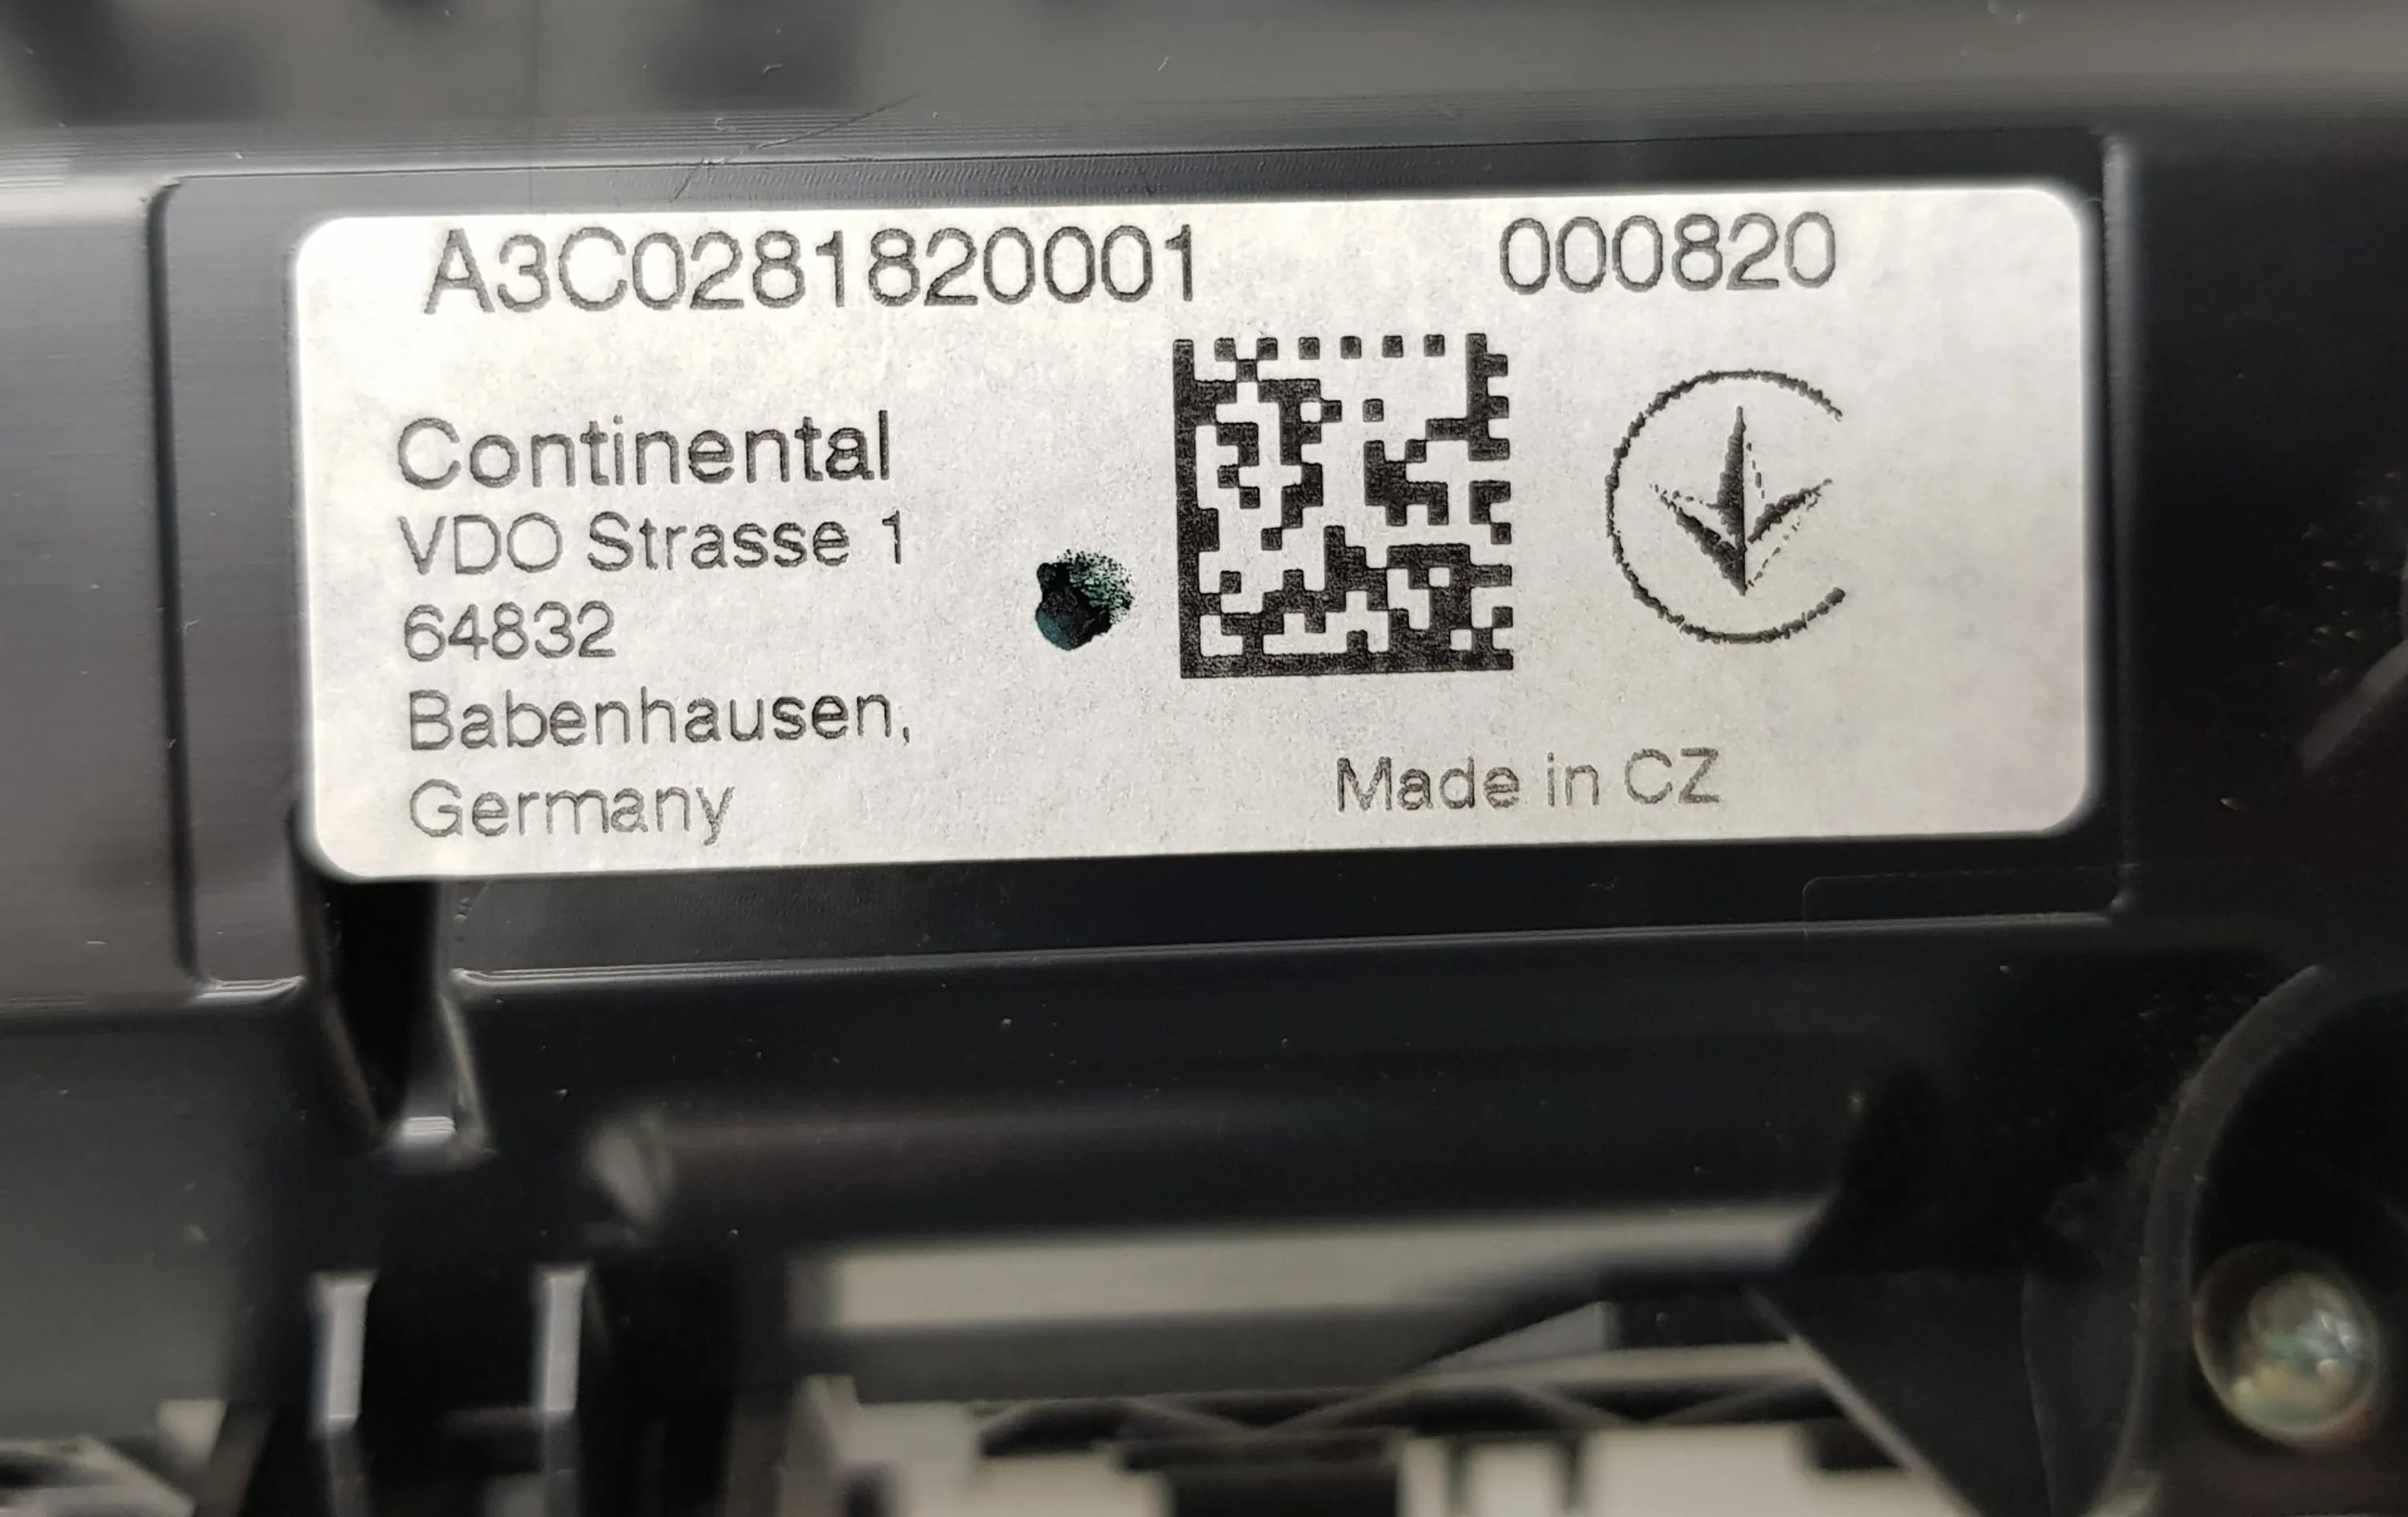 A3C0281820001 000820
Continental
VDO Strasse 1
64832
Babenhausen,
Germany
Made in CZ